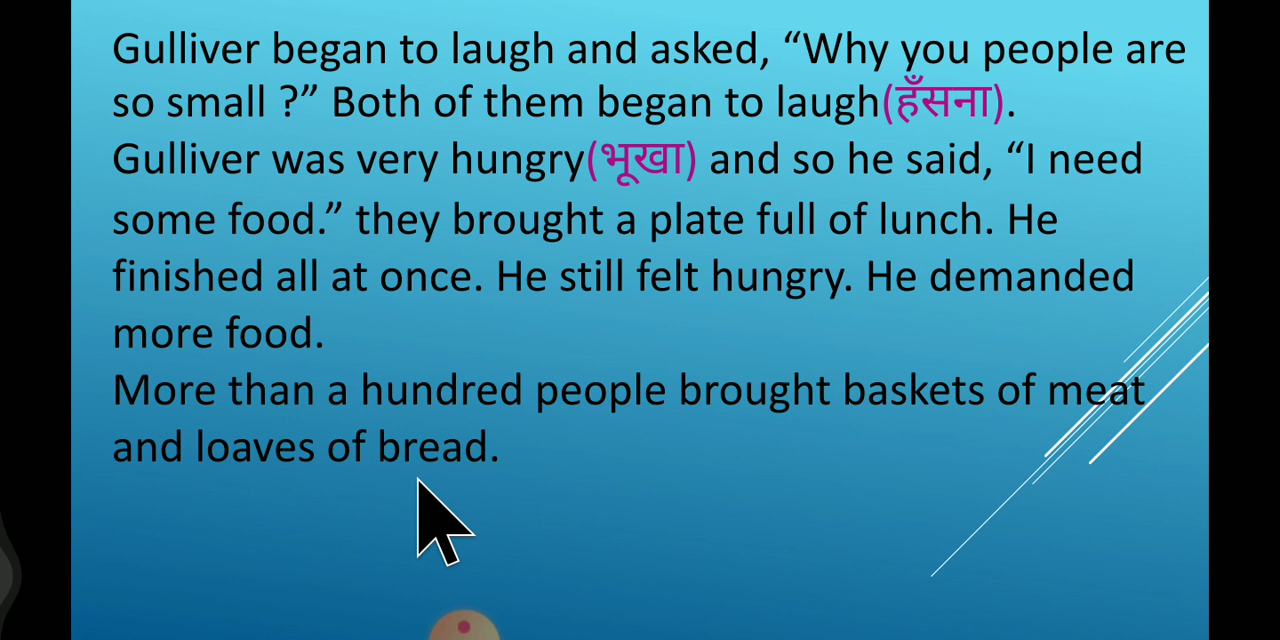 Gulliver began to laugh and asked, “Why you people are
so small ?” Both of them began to laugh(हँसना).
Gulliver was very hungry(भूखा) and so he said, “I need
some food.” they brought a plate full of lunch. He
finished all at once. He still felt hungry. He demanded
more food.
More than a hundred people brought baskets of meat
and loaves of bread.